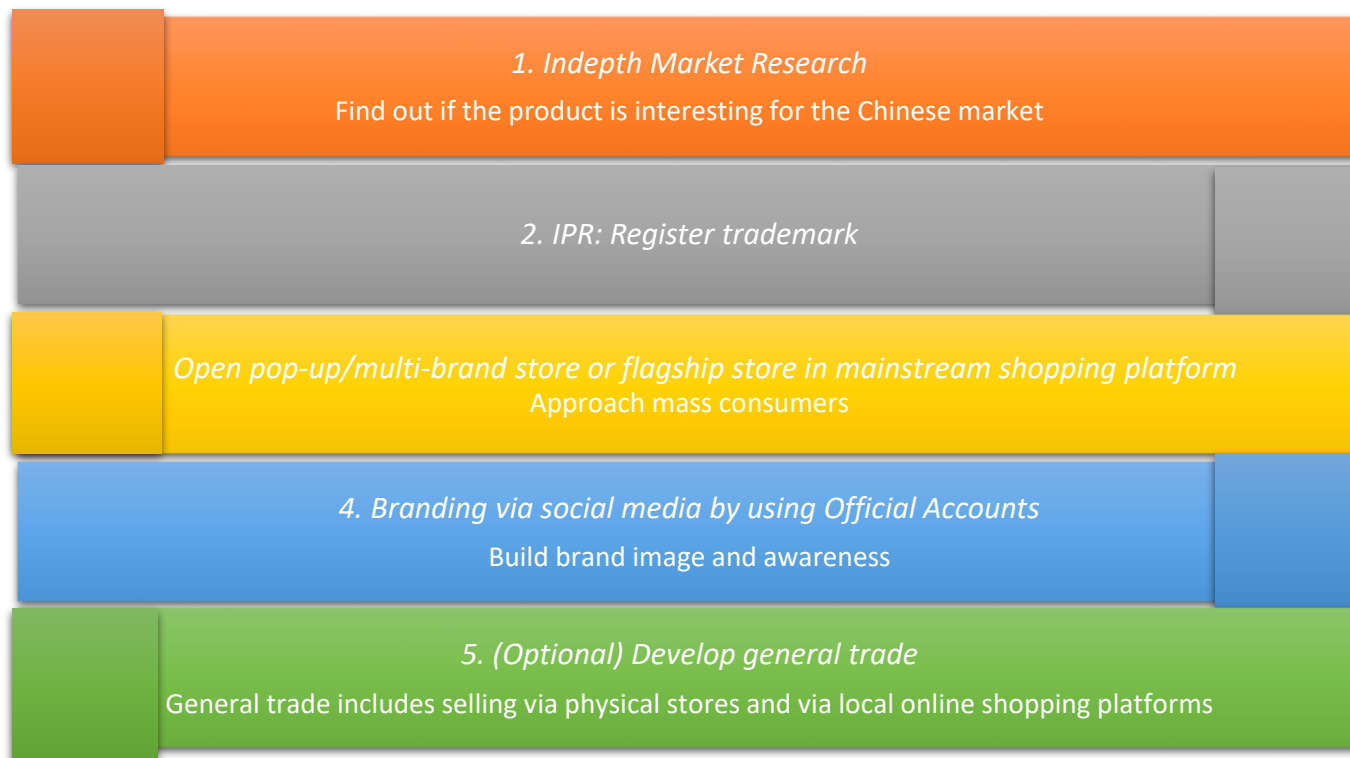 1. Indepth Market Research
Find out if the product is interesting for the Chinese market
2. IPR: Register trademark
Open pop-up/multi-brand store or flagship store in mainstream shopping platform
Approach mass consumers
4. Branding via social media by using Official Accounts
Build brand image and awareness
5. (Optional) Develop general trade
General trade includes selling via physical stores and via local online shopping platforms